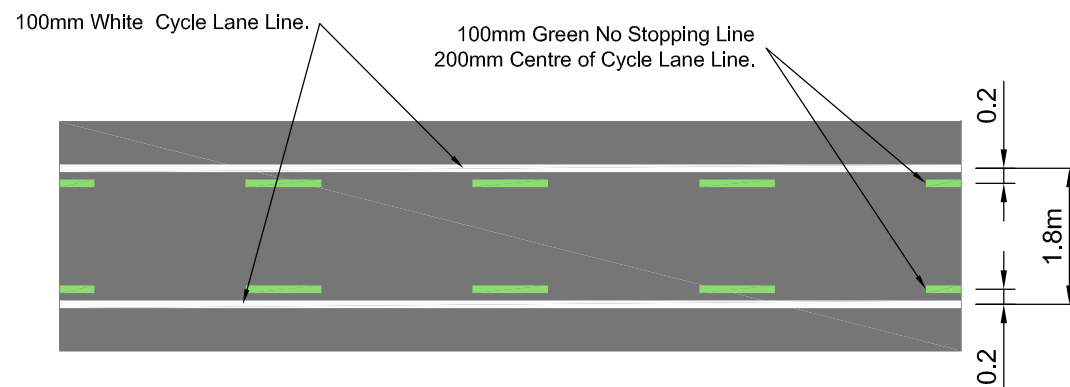 100mm White  Cycle Lane Line.
100mm Green No Stopping Line
200mm Centre of Cycle Lane Line.
0.2
1.8m
0.2